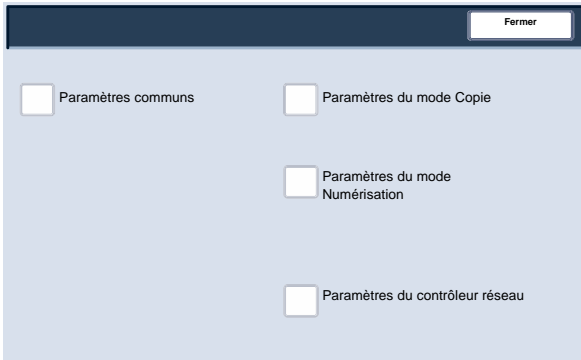 Fermer
Paramètres communs
Paramètres du mode Copie
Paramètres du mode
Numérisation
Paramètres du contrôleur réseau